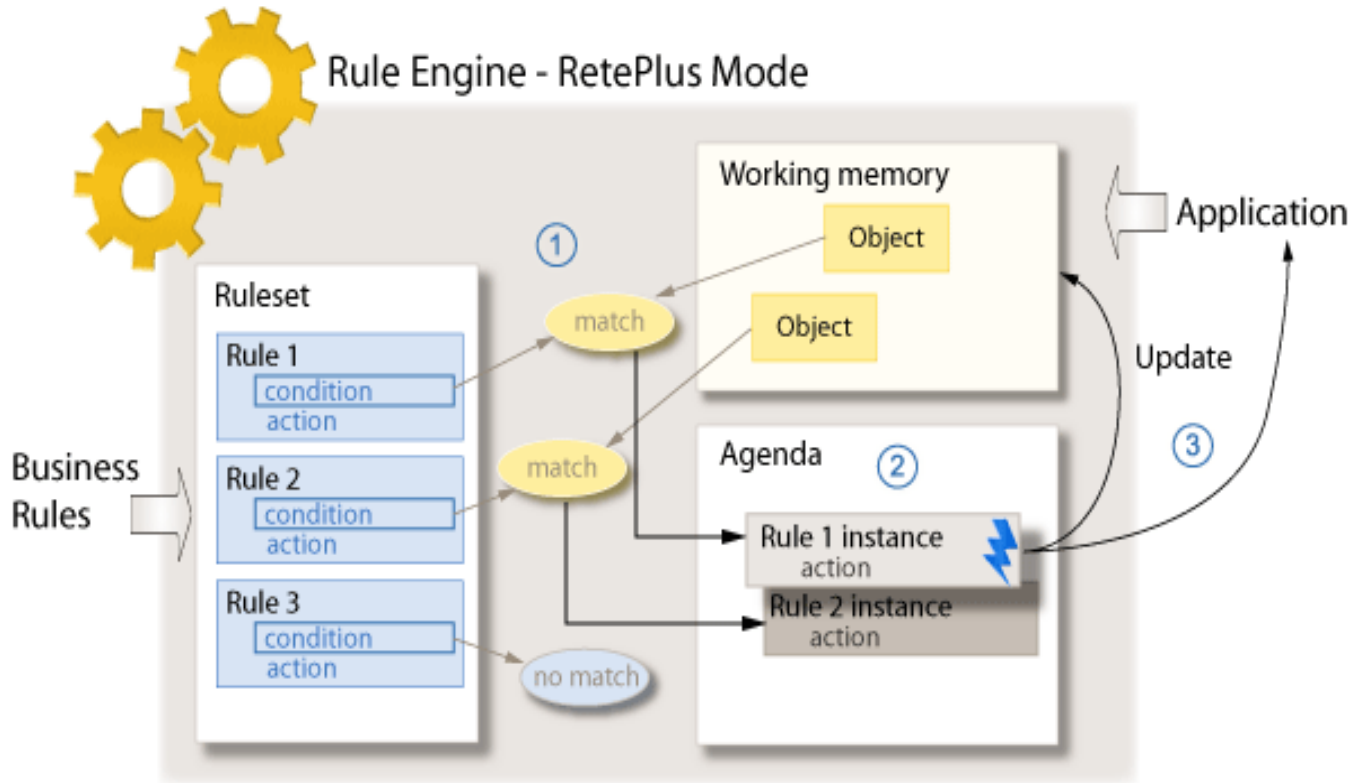 Rule Engine - RetePlus Mode
Working memory
Object
Object
Application
1
Ruleset
Rule 1
condition
action
match
Update
Business
Rules
Rule 2
condition
action
match
Agenda
2
3
Rule 1 instance
action
Rule 2 instance
action
Rule 3
condition
action
no match